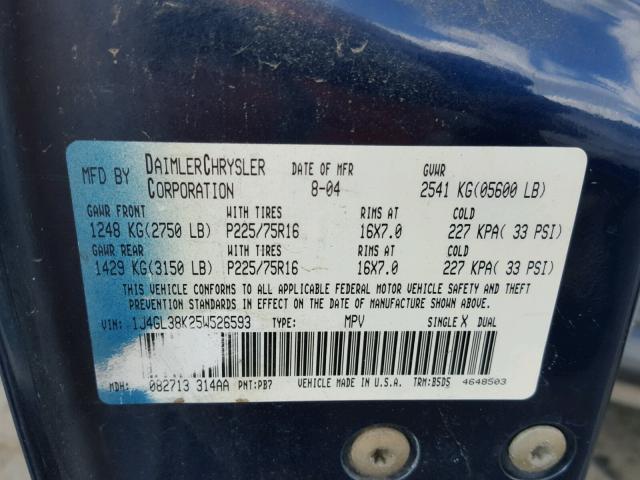 MFD BY DAIMLERCHRYSLER CORPORATION DATE OF MFR 8-04 GVWR 2541 KG(05600 LB)
GAWR FRONT WITH TIRES RIMS AT COLD
1248 KG(2750 LB) P225/75R16 16X7.0 227 KPA( 33 PSI)
GAWR REAR WITH TIRES RIMS AT COLD
1429 KG(3150 LB) P225/75R16 16X7.0 227 KPA( 33 PSI)
THIS VEHICLE CONFORMS TO ALL APPLICABLE FEDERAL MOTOR VEHICLE SAFETY AND THEFT
PREVENTION STANDARDS IN EFFECT ON THE DATE OF MANUFACTURE SHOWN ABOVE.
VIN: 1J4GL38K25W526593 TYPE: MPV SINGLE X DUAL
MDH: 082713 314AA PNT:PB7 VEHICLE MADE IN U.S.A. TRM:B5D5 4648503